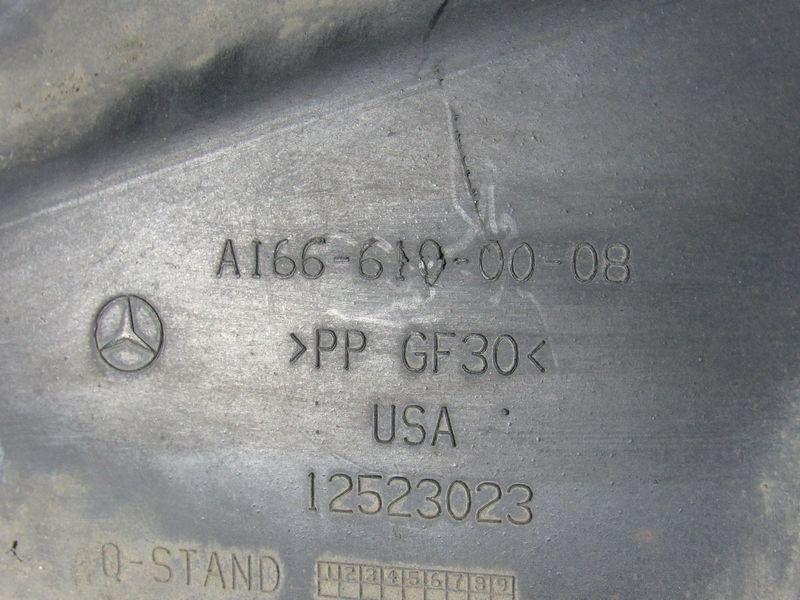 A166-610-00-08
>PP GF30<
USA
12523023
Q-STAND 1 2 3 4 5 6 7 8 9